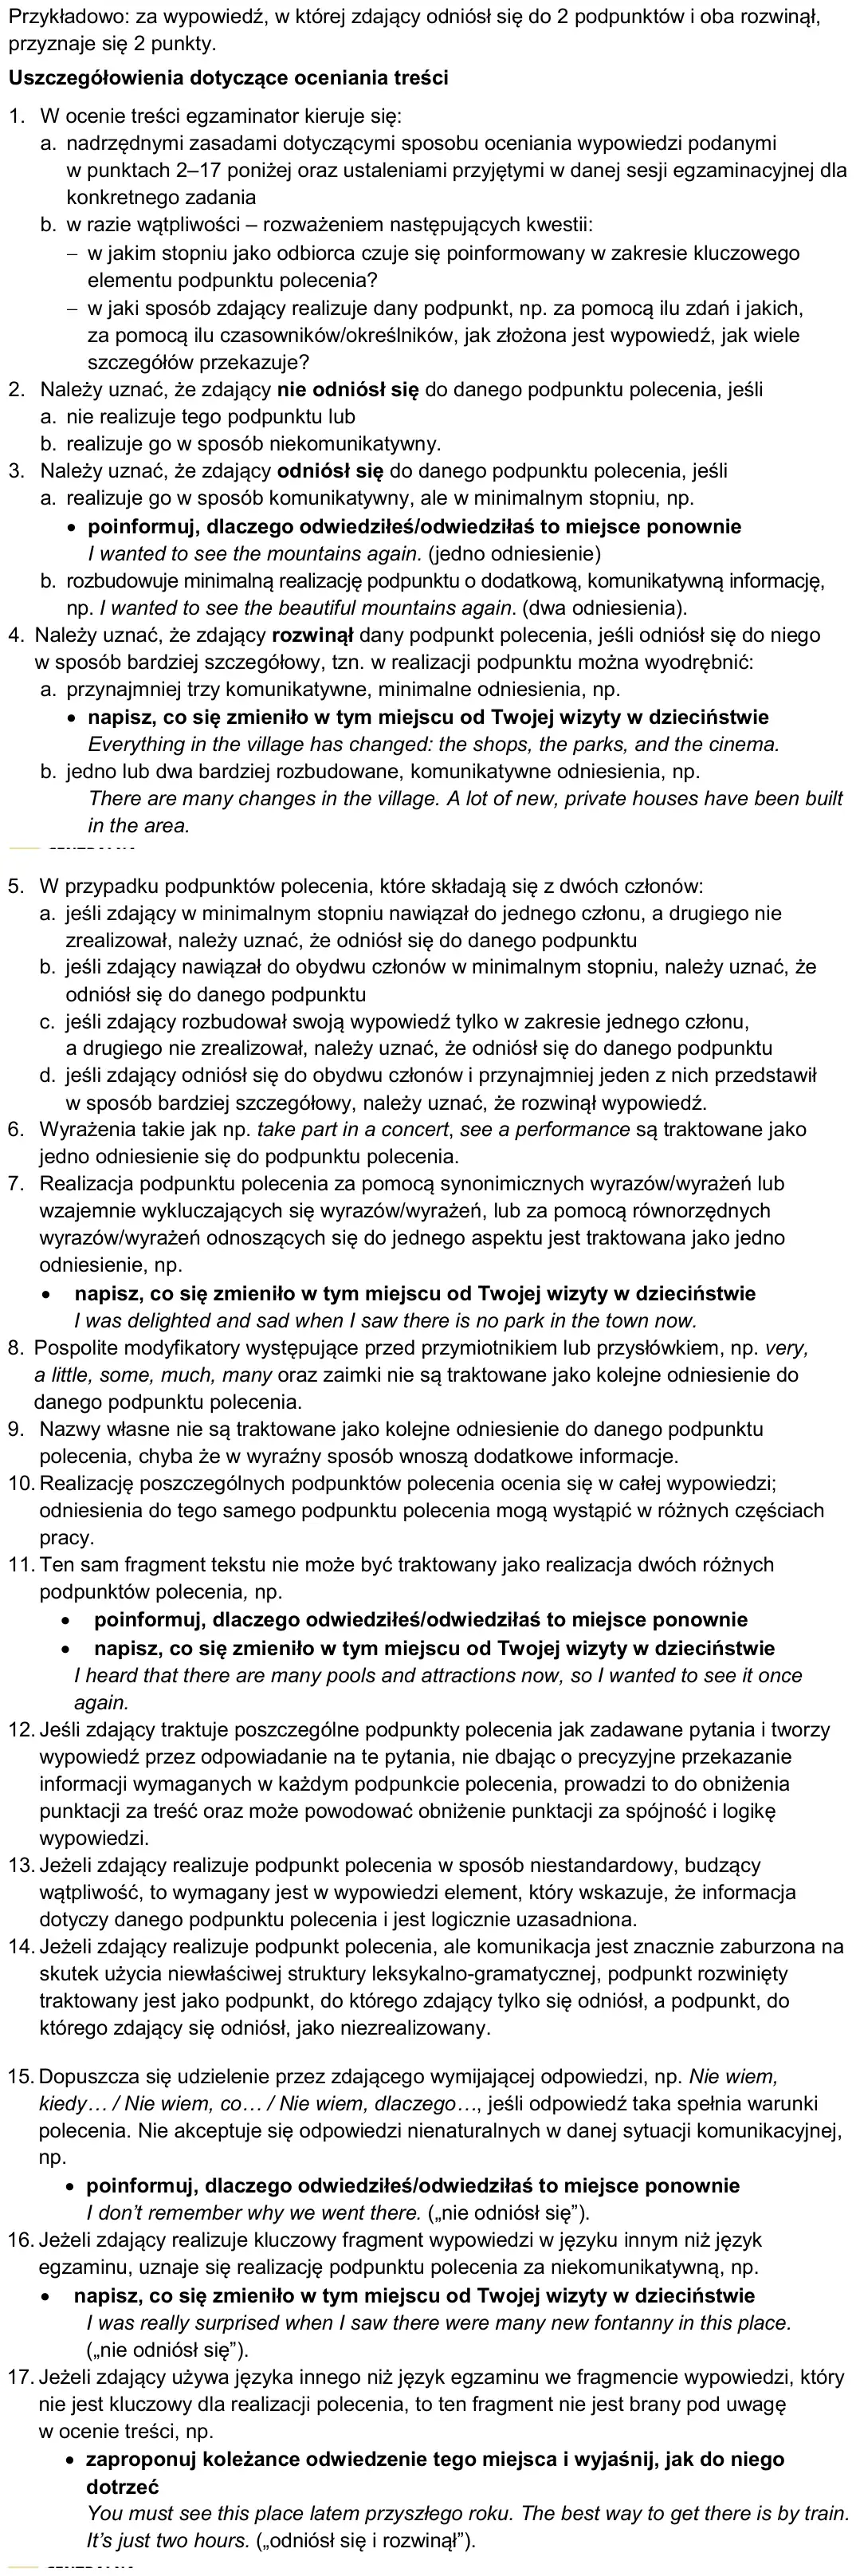 Przykładowo: za wypowiedź, w której zdający odniósł się do 2 podpunktów i oba rozwinął,
przyznaje się 2 punkty.
Uszczegółowienia dotyczące oceniania treści
1. W ocenie treści egzaminator kieruje się:
a. nadrzędnymi zasadami dotyczącymi sposobu oceniania wypowiedzi podanymi
w punktach 2–17 poniżej oraz ustaleniami przyjętymi w danej sesji egzaminacyjnej dla
konkretnego zadania
b. w razie wątpliwości – rozważeniem następujących kwestii:
– w jakim stopniu jako odbiorca czuje się poinformowany w zakresie kluczowego
elementu podpunktu polecenia?
– w jaki sposób zdający realizuje dany podpunkt, np. za pomocą ilu zdań i jakich,
za pomocą ilu czasowników/określników, jak złożona jest wypowiedź, jak wiele
szczegółów przekazuje?
2. Należy uznać, że zdający nie odniósł się do danego podpunktu polecenia, jeśli
a. nie realizuje tego podpunktu lub
b. realizuje go w sposób niekomunikatywny.
3. Należy uznać, że zdający odniósł się do danego podpunktu polecenia, jeśli
a. realizuje go w sposób komunikatywny, ale w minimalnym stopniu, np.
• poinformuj, dlaczego odwiedziłeś/odwiedziłaś to miejsce ponownie
I wanted to see the mountains again. (jedno odniesienie)
b. rozbudowuje minimalną realizację podpunktu o dodatkową, komunikatywną informację,
np. I wanted to see the beautiful mountains again. (dwa odniesienia).
4. Należy uznać, że zdający rozwinął dany podpunkt polecenia, jeśli odniósł się do niego
w sposób bardziej szczegółowy, tzn. w realizacji podpunktu można wyodrębnić:
a. przynajmniej trzy komunikatywne, minimalne odniesienia, np.
• napisz, co się zmieniło w tym miejscu od Twojej wizyty w dzieciństwie
Everything in the village has changed: the shops, the parks, and the cinema.
b. jedno lub dwa bardziej rozbudowane, komunikatywne odniesienia, np.
There are many changes in the village. A lot of new, private houses have been built
in the area.
5. W przypadku podpunktów polecenia, które składają się z dwóch członów:
a. jeśli zdający w minimalnym stopniu nawiązał do jednego członu, a drugiego nie
zrealizował, należy uznać, że odniósł się do danego podpunktu
b. jeśli zdający nawiązał do obydwu członów w minimalnym stopniu, należy uznać, że
odniósł się do danego podpunktu
c. jeśli zdający rozbudował swoją wypowiedź tylko w zakresie jednego członu,
a drugiego nie zrealizował, należy uznać, że odniósł się do danego podpunktu
d. jeśli zdający odniósł się do obydwu członów i przynajmniej jeden z nich przedstawił
w sposób bardziej szczegółowy, należy uznać, że rozwinął wypowiedź.
6. Wyrażenia takie jak np. take part in a concert, see a performance są traktowane jako
jedno odniesienie się do podpunktu polecenia.
7. Realizacja podpunktu polecenia za pomocą synonimicznych wyrazów/wyrażeń lub
wzajemnie wykluczających się wyrazów/wyrażeń, lub za pomocą równorzędnych
wyrazów/wyrażeń odnoszących się do jednego aspektu jest traktowana jako jedno
odniesienie, np.
• napisz, co się zmieniło w tym miejscu od Twojej wizyty w dzieciństwie
I was delighted and sad when I saw there is no park in the town now.
8. Pospolite modyfikatory występujące przed przymiotnikiem lub przysłówkiem, np. very,
a little, some, much, many oraz zaimki nie są traktowane jako kolejne odniesienie do
danego podpunktu polecenia.
9. Nazwy własne nie są traktowane jako kolejne odniesienie do danego podpunktu
polecenia, chyba że w wyraźny sposób wnoszą dodatkowe informacje.
10. Realizację poszczególnych podpunktów polecenia ocenia się w całej wypowiedzi;
odniesienia do tego samego podpunktu polecenia mogą wystąpić w różnych częściach
pracy.
11. Ten sam fragment tekstu nie może być traktowany jako realizacja dwóch różnych
podpunktów polecenia, np.
• poinformuj, dlaczego odwiedziłeś/odwiedziłaś to miejsce ponownie
• napisz, co się zmieniło w tym miejscu od Twojej wizyty w dzieciństwie
I heard that there are many pools and attractions now, so I wanted to see it once
again.
12. Jeśli zdający traktuje poszczególne podpunkty polecenia jak zadawane pytania i tworzy
wypowiedź przez odpowiadanie na te pytania, nie dbając o precyzyjne przekazanie
informacji wymaganych w każdym podpunkcie polecenia, prowadzi to do obniżenia
punktacji za treść oraz może powodować obniżenie punktacji za spójność i logikę
wypowiedzi.
13. Jeżeli zdający realizuje podpunkt polecenia w sposób niestandardowy, budzący
wątpliwość, to wymagany jest w wypowiedzi element, który wskazuje, że informacja
dotyczy danego podpunktu polecenia i jest logicznie uzasadniona.
14. Jeżeli zdający realizuje podpunkt polecenia, ale komunikacja jest znacznie zaburzona na
skutek użycia niewłaściwej struktury leksykalno-gramatycznej, podpunkt rozwinięty
traktowany jest jako podpunkt, do którego zdający tylko się odniósł, a podpunkt, do
którego zdający się odniósł, jako niezrealizowany.
15. Dopuszcza się udzielenie przez zdającego wymijającej odpowiedzi, np. Nie wiem,
kiedy… / Nie wiem, co… / Nie wiem, dlaczego…, jeśli odpowiedź taka spełnia warunki
polecenia. Nie akceptuje się odpowiedzi nienaturalnych w danej sytuacji komunikacyjnej,
np.
• poinformuj, dlaczego odwiedziłeś/odwiedziłaś to miejsce ponownie
I don't remember why we went there. („nie odniósł się”).
16. Jeżeli zdający realizuje kluczowy fragment wypowiedzi w języku innym niż język
egzaminu, uznaje się realizację podpunktu polecenia za niekomunikatywną, np.
• napisz, co się zmieniło w tym miejscu od Twojej wizyty w dzieciństwie
I was really surprised when I saw there were many new fontanny in this place.
(„nie odniósł się”).
17. Jeżeli zdający używa języka innego niż język egzaminu we fragmencie wypowiedzi, który
nie jest kluczowy dla realizacji polecenia, to ten fragment nie jest brany pod uwagę
w ocenie treści, np.
• zaproponuj koleżance odwiedzenie tego miejsca i wyjaśnij, jak do niego
dotrzeć
You must see this place latem przyszłego roku. The best way to get there is by train.
It's just two hours. („odniósł się i rozwinął”).